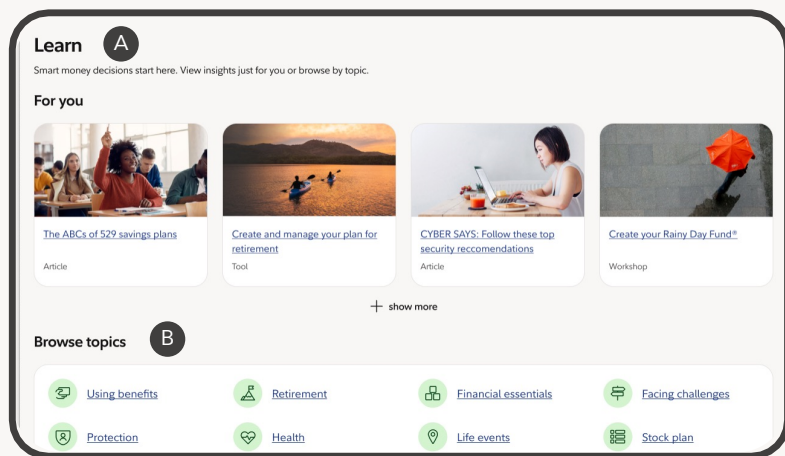 Learn
A
Smart money decisions start here. View insights just for you or browse by topic.
For you
The ABCs of 529 savings plans
Article
Create and manage your plan for
retirement
Tool
CYBER SAYS: Follow these top
security reccomendations
Article
Create your Rainy Day Fund®
Workshop
+ show more
Browse topics
B
Using benefits
Retirement
Financial essentials
Facing challenges
Protection
Health
Life events
Stock plan